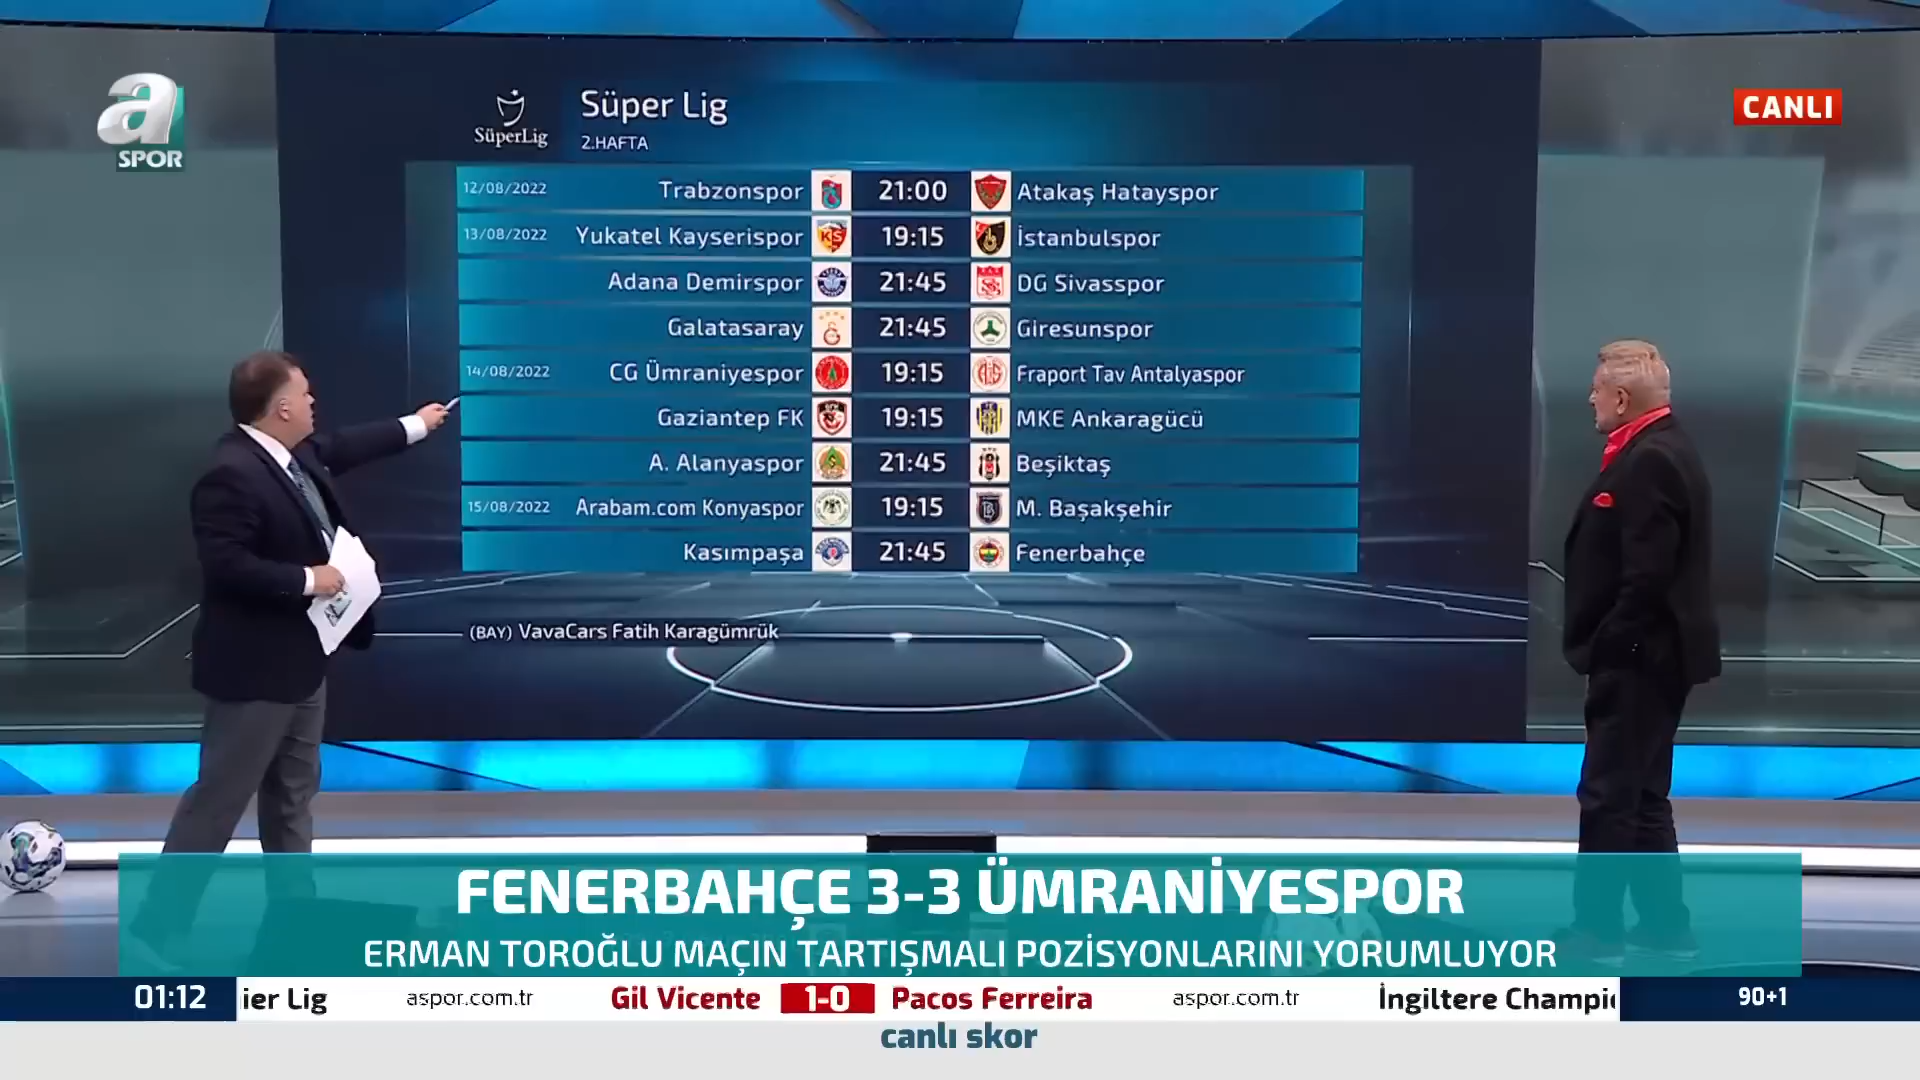 a
SPOR
CANLI
SüperLig
Süper Lig
2.HAFTA
12/08/2022 Trabzonspor 21:00 Atakaş Hatayspor
13/08/2022 Yukatel Kayserispor 19:15 İstanbulspor
Adana Demirspor 21:45 DG Sivasspor
Galatasaray 21:45 Giresunspor
14/08/2022 CG Ümraniyespor 19:15 Fraport Tav Antalyaspor
Gaziantep FK 19:15 MKE Ankaragücü
A. Alanyaspor 21:45 Beşiktaş
15/08/2022 Arabam.com Konyaspor 19:15 M. Başakşehir
Kasımpaşa 21:45 Fenerbahçe
(BAY) VavaCars Fatih Karagümrük
FENERBAHÇE 3-3 ÜMRANİYESPOR
ERMAN TOROĞLU MAÇIN TARTIŞMALI POZİSYONLARINI YORUMLUYOR
01:12 ier Lig aspor.com.tr Gil Vicente 1-0 Pacos Ferreira aspor.com.tr İngiltere Champi 90+1
canlı skor